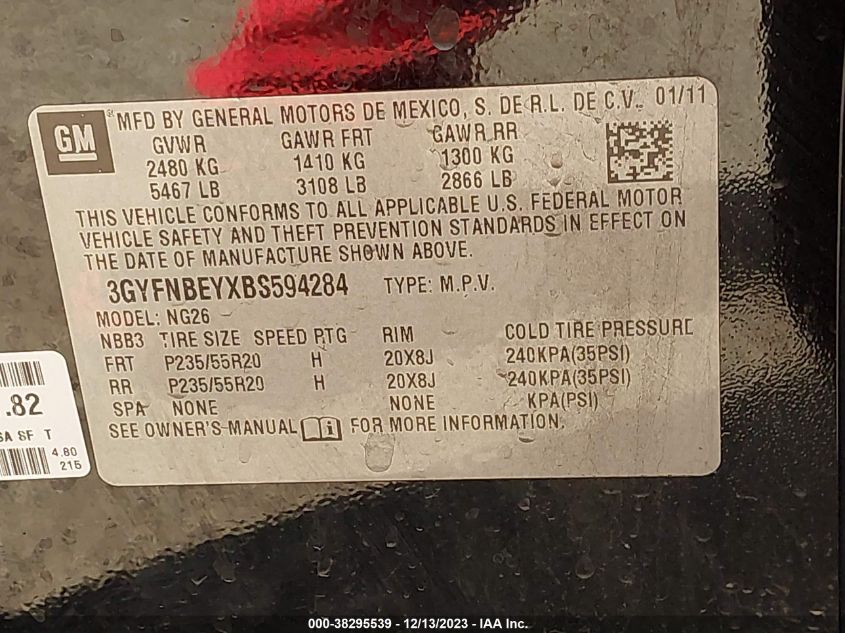 GM
® MFD BY GENERAL MOTORS DE MEXICO, S. DE R.L. DE C.V. 01/11
GVWR GAWR FRT GAWR RR
2480 KG 1410 KG 1300 KG
5467 LB 3108 LB 2866 LB
THIS VEHICLE CONFORMS TO ALL APPLICABLE U.S. FEDERAL MOTOR
VEHICLE SAFETY AND THEFT PREVENTION STANDARDS IN EFFECT ON
THE DATE OF MANUFACTURE SHOWN ABOVE.
3GYFNBEYXBS594284 TYPE: M.P.V.
MODEL: NG26
NBB3 TIRE SIZE SPEED RTG RIM COLD TIRE PRESSURE
FRT P235/55R20 H 20X8J 240KPA(35PSI)
RR P235/55R20 H 20X8J 240KPA(35PSI)
SPA NONE NONE KPA(PSI)
SEE OWNER'S MANUAL i FOR MORE INFORMATION.
.82
SA SF T
4.80
215
000-38295539 - 12/13/2023 - IAA Inc.